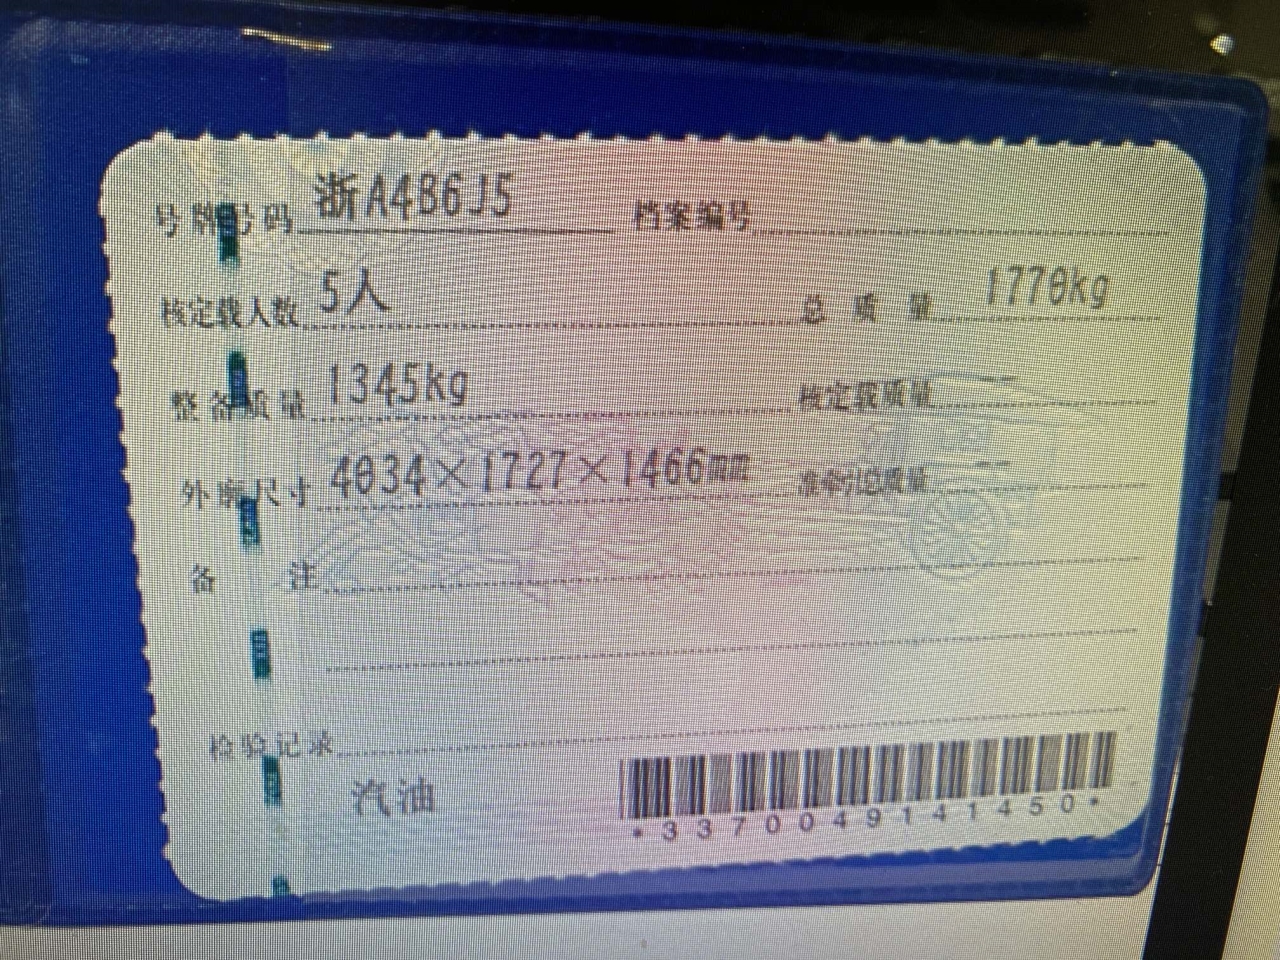 号牌号码 浙A486J5 档案编号
核定载人数 5人 总质量 1770kg
整备质量 1345kg 核定载质量 --
外廓尺寸 4034×1727×1466mm 准牵引总质量 --
备注
检验记录
汽油
*3370049141450*